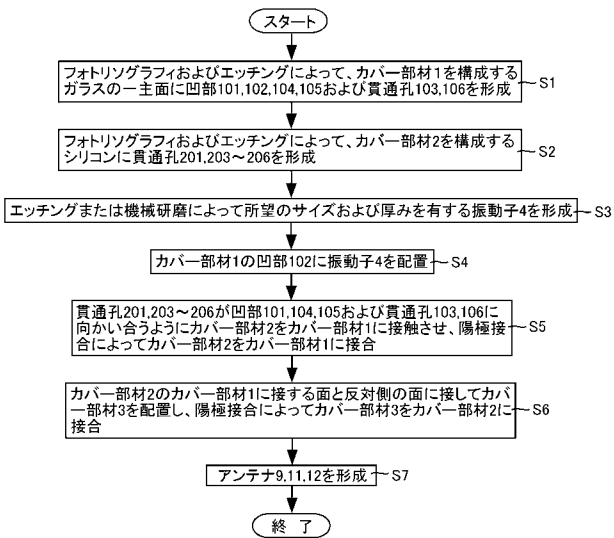 スタート
フォトリソグラフィおよびエッチングによって、カバー部材1を構成する
ガラスの一主面に凹部101,102,104,105および貫通孔103,106を形成
S1
フォトリソグラフィおよびエッチングによって、カバー部材2を構成する
シリコンに貫通孔201,203～206を形成
S2
エッチングまたは機械研磨によって所望のサイズおよび厚みを有する振動子4を形成
S3
カバー部材1の凹部102に振動子4を配置
S4
貫通孔201,203～206が凹部101,104,105および貫通孔103,106に
向かい合うようにカバー部材2をカバー部材1に接触させ、陽極接
合によってカバー部材2をカバー部材1に接合
S5
カバー部材2のカバー部材1に接する面と反対側の面に接してカバ
ー部材3を配置し、陽極接合によってカバー部材3をカバー部材2に
接合
S6
アンテナ9,11,12を形成
S7
終 了